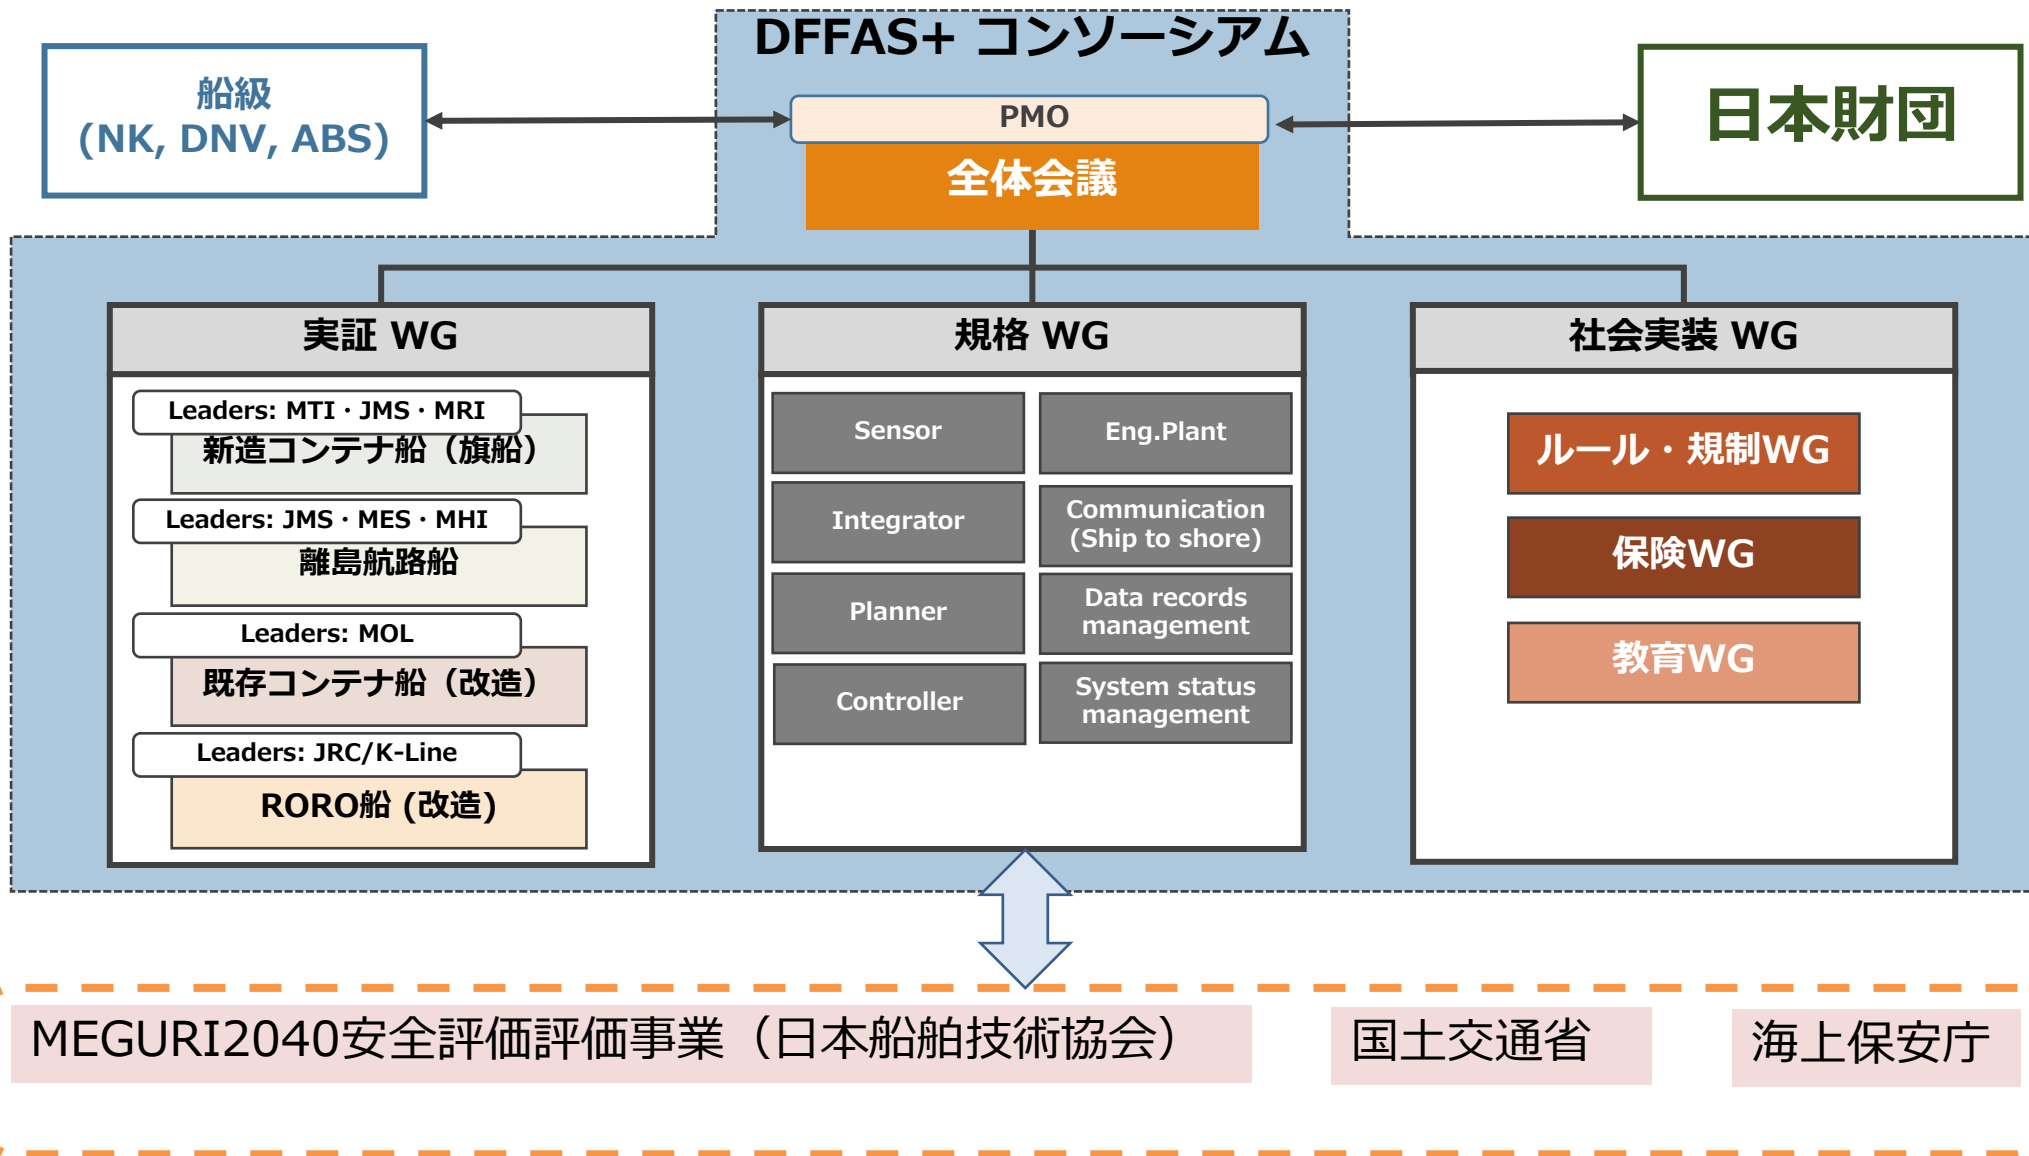 DFFAS+ コンソーシアム
船級
(NK, DNV, ABS)
PMO
全体会議
日本財団
実証 WG
Leaders: MTI・JMS・MRI
新造コンテナ船（旗船）
Leaders: JMS・MES・MHI
離島航路船
Leaders: MOL
既存コンテナ船（改造）
Leaders: JRC/K-Line
RORO船 (改造)
規格 WG
Sensor
Eng.Plant
Integrator
Communication
(Ship to shore)
Planner
Data records
management
Controller
System status
management
社会実装 WG
ルール・規制WG
保険WG
教育WG
MEGURI2040安全評価評価事業（日本船舶技術協会）
国土交通省
海上保安庁